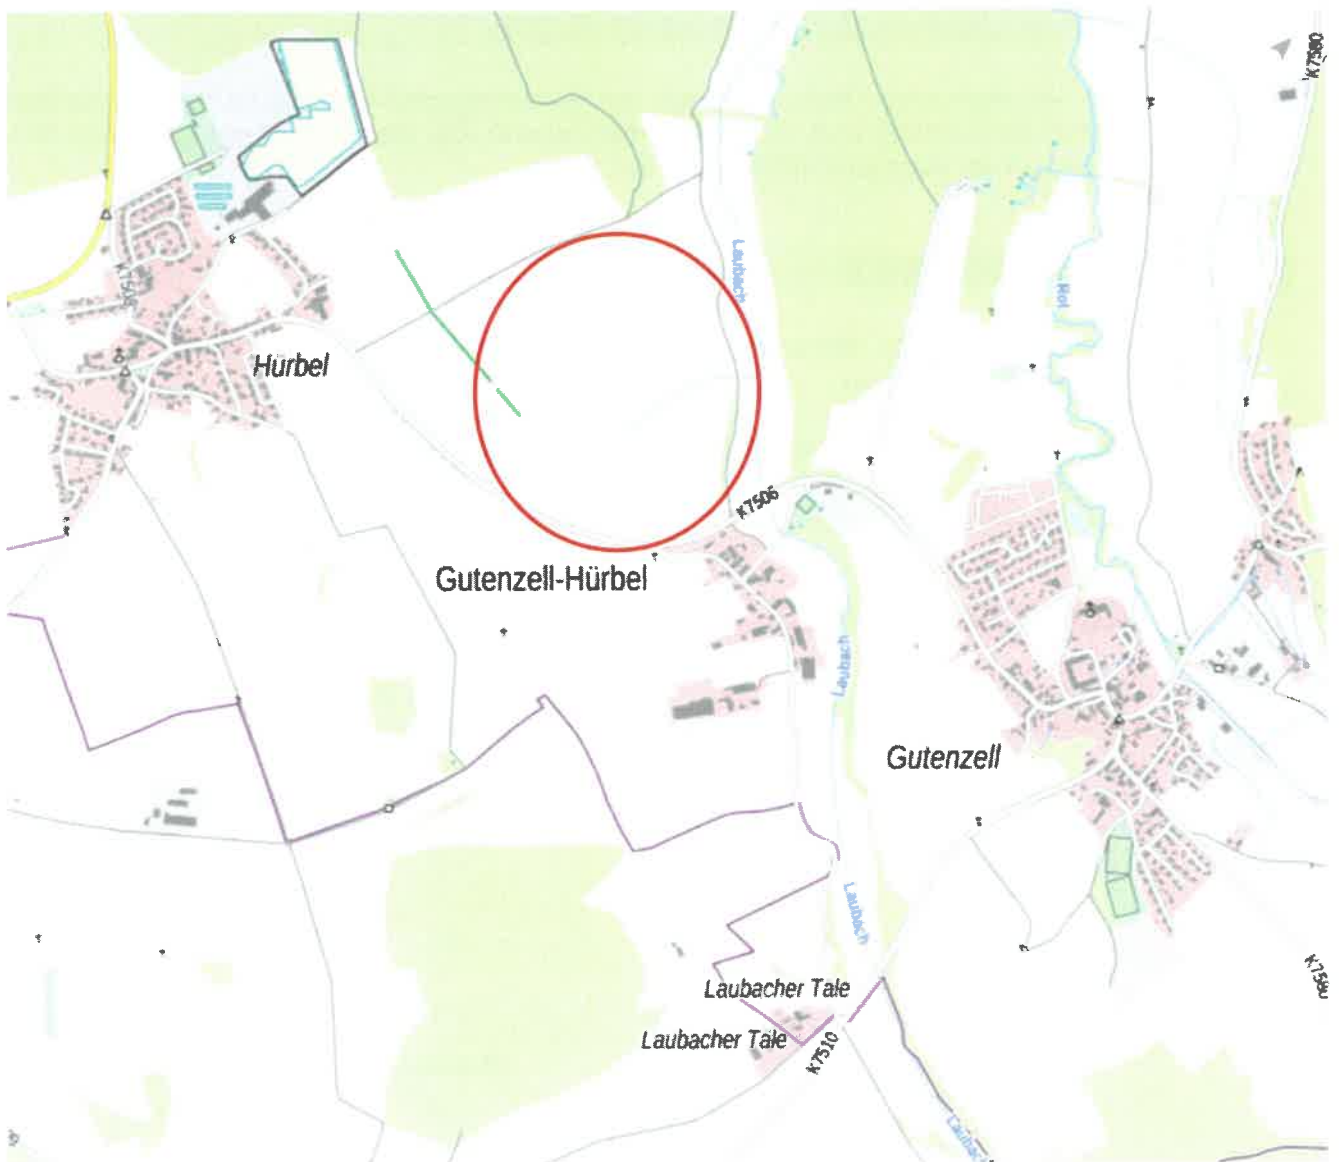 K7580
Laubach
Rot
K7506
Hürbel
K7506
Gutenzell-Hürbel
Laubach
Gutenzell
Laubach
K7580
Laubacher Tale
Laubacher Tale
K7510
Laubach